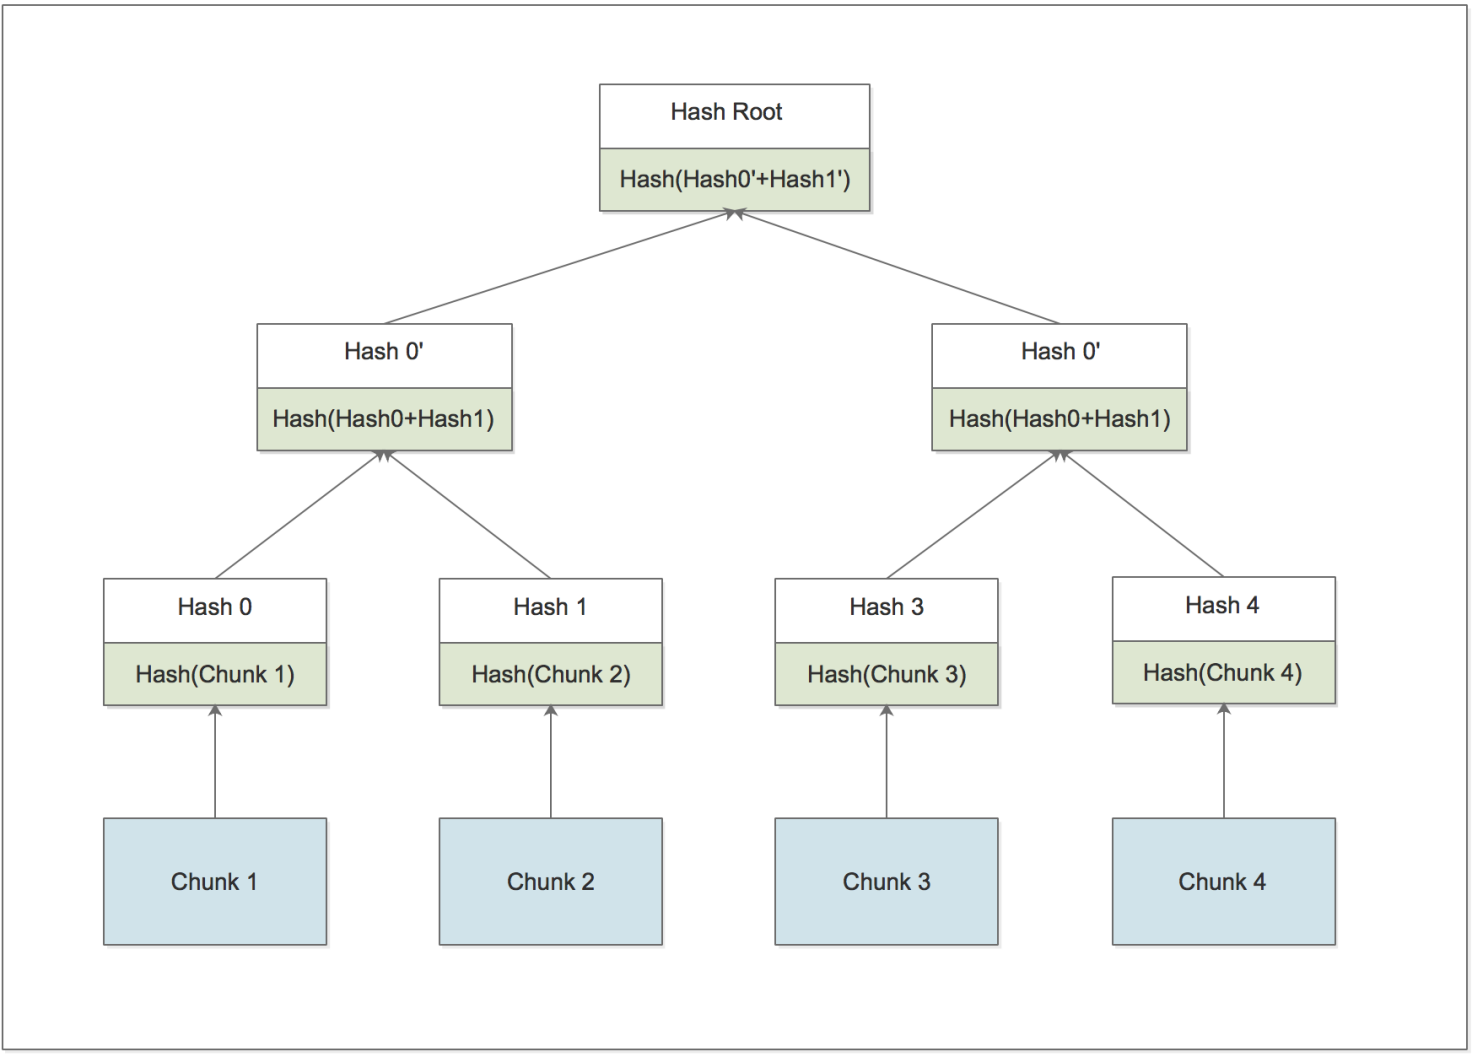 Hash Root
Hash(Hash0'+Hash1')
Hash 0'
Hash(Hash0+Hash1)
Hash 0'
Hash(Hash0+Hash1)
Hash 0
Hash(Chunk 1)
Hash 1
Hash(Chunk 2)
Hash 3
Hash(Chunk 3)
Hash 4
Hash(Chunk 4)
Chunk 1
Chunk 2
Chunk 3
Chunk 4